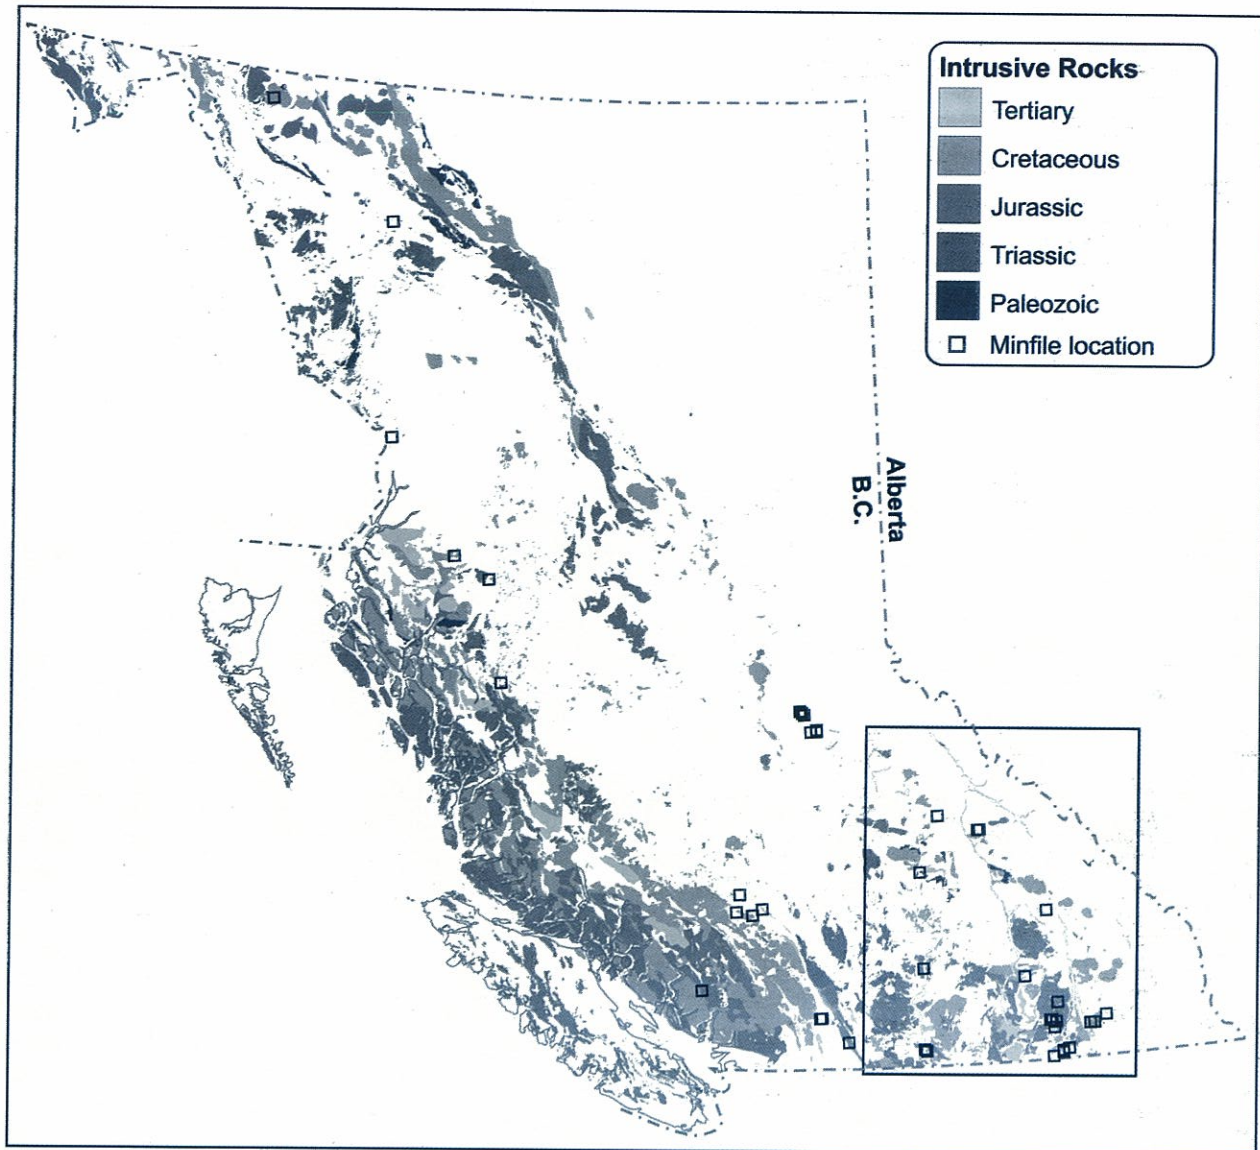 Intrusive Rocks
Tertiary
Cretaceous
Jurassic
Triassic
Paleozoic
Minfile location
Alberta
B.C.